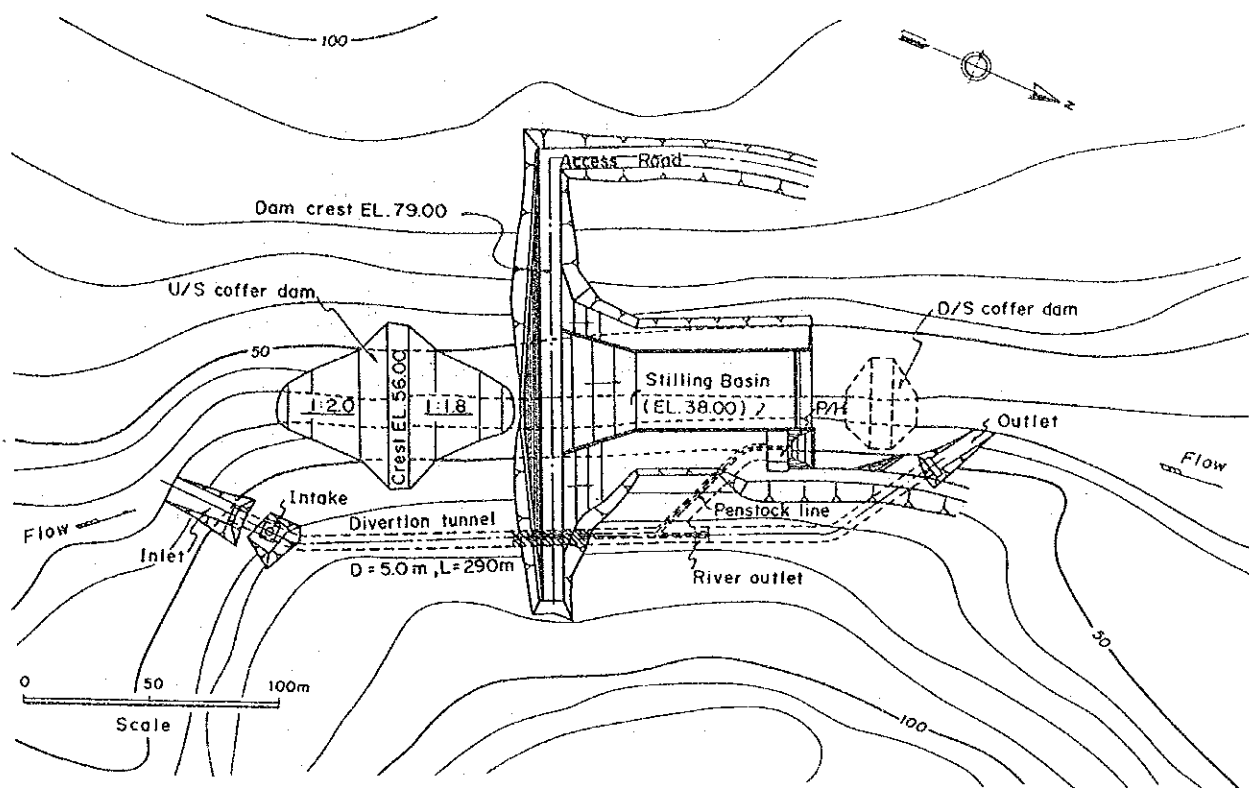 100
N
Access Road
Dam crest EL.79.00
U/S coffer dam
D/S coffer dam
50
1:2.0
Crest EL.56.00
1:1.8
Stilling Basin
(EL.38.00)
P/H
Outlet
Flow
Intake
Flow
Divertion tunnel
Penstock line
Inlet
D=5.0m,L=290m
River outlet
50
0 50 100m
Scale
100